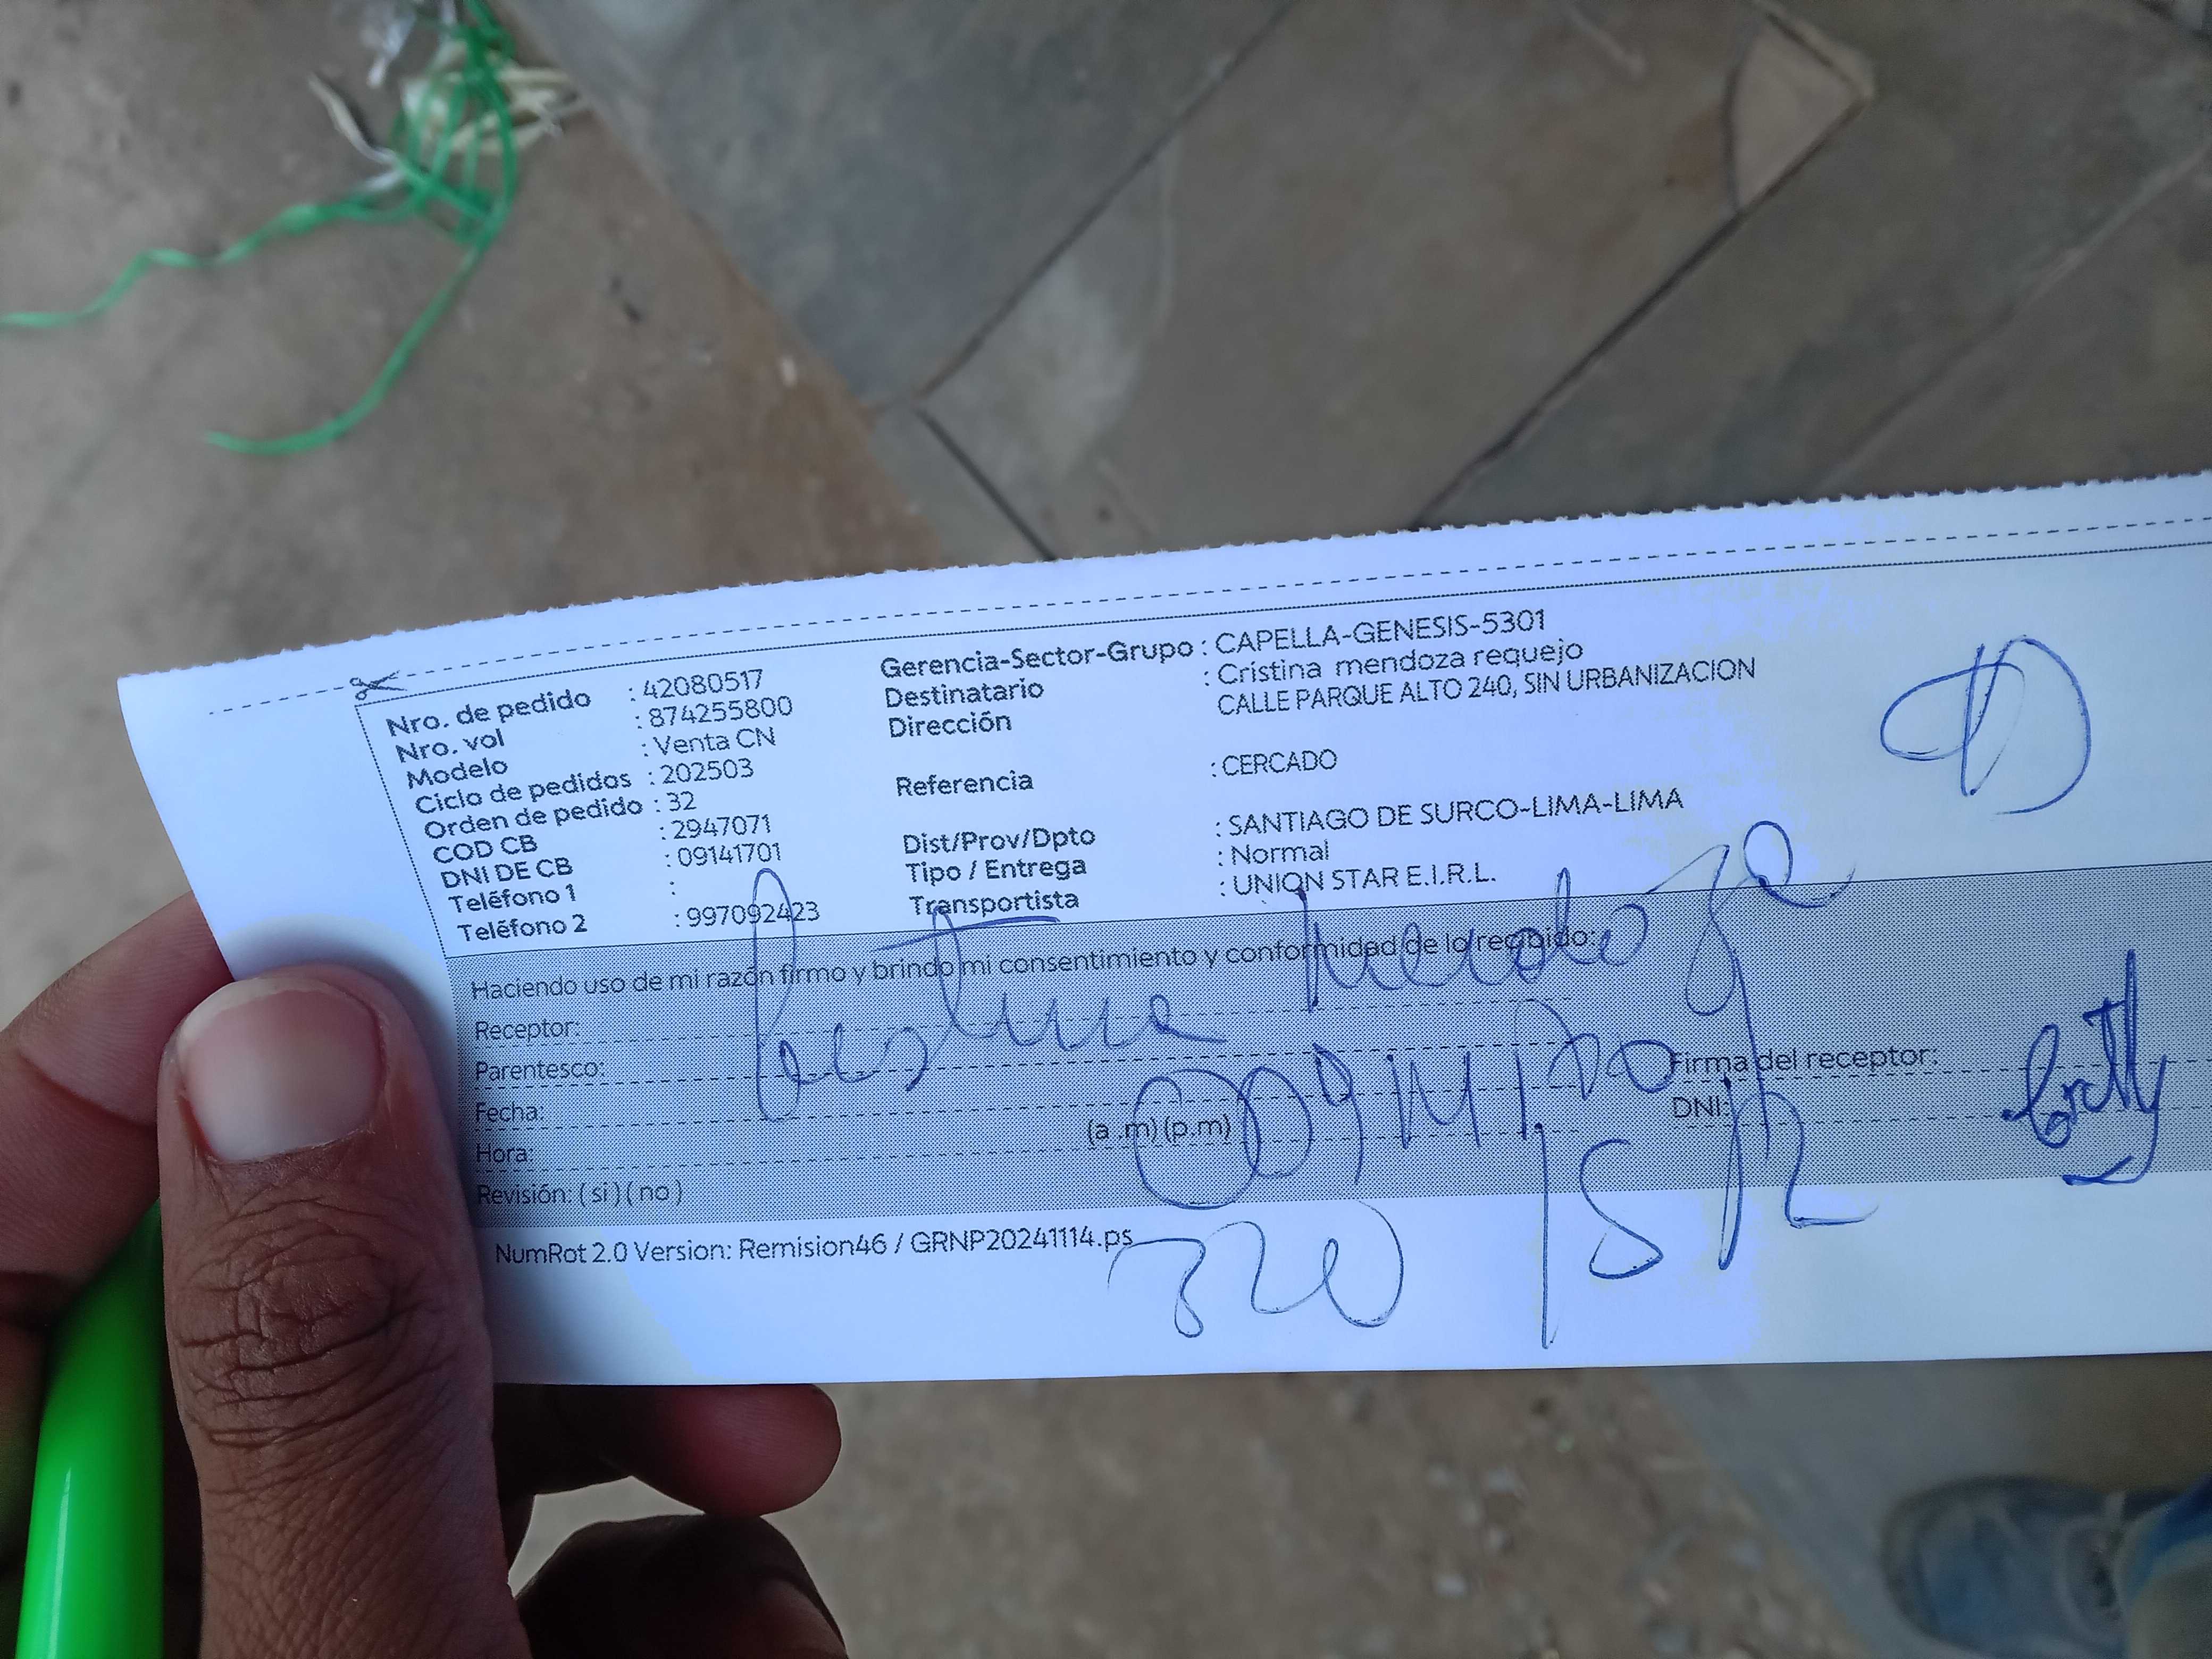 Nro. de pedido : 42080517
Nro. vol : 874255800
Modelo : Venta CN
Ciclo de pedidos : 202503
Orden de pedido : 32
COD CB : 2947071
DNI DE CB : 09141701
Teléfono 1 :
Teléfono 2 : 997092423
Gerencia-Sector-Grupo : CAPELLA-GENESIS-5301
Destinatario : Cristina mendoza requejo
Dirección CALLE PARQUE ALTO 240, SIN URBANIZACION
Referencia : CERCADO
Dist/Prov/Dpto : SANTIAGO DE SURCO-LIMA-LIMA
Tipo / Entrega : Normal
Transportista : UNION STAR E.I.R.L.
Haciendo uso de mi razón firmo y brindo mi consentimiento y conformidad de lo recibido:
Receptor:
Parentesco:
Fecha:
Hora: (a .m) (p.m)
Revisión: ( si ) ( no )
Firma del receptor:
DNI:
Cristina Mendoza
NumRot 2.0 Version: Remision46 / GRNP20241114.ps
320